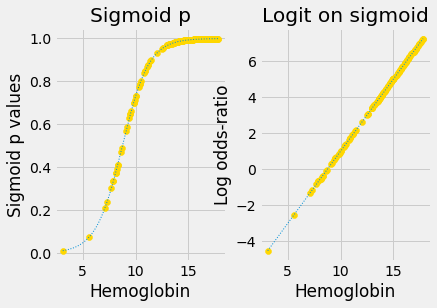 Sigmoid p
Sigmoid p values
1.0
0.8
0.6
0.4
0.2
0.0
5 10 15
Hemoglobin
Logit on sigmoid
Log odds-ratio
6
4
2
0
−2
−4
5 10 15
Hemoglobin